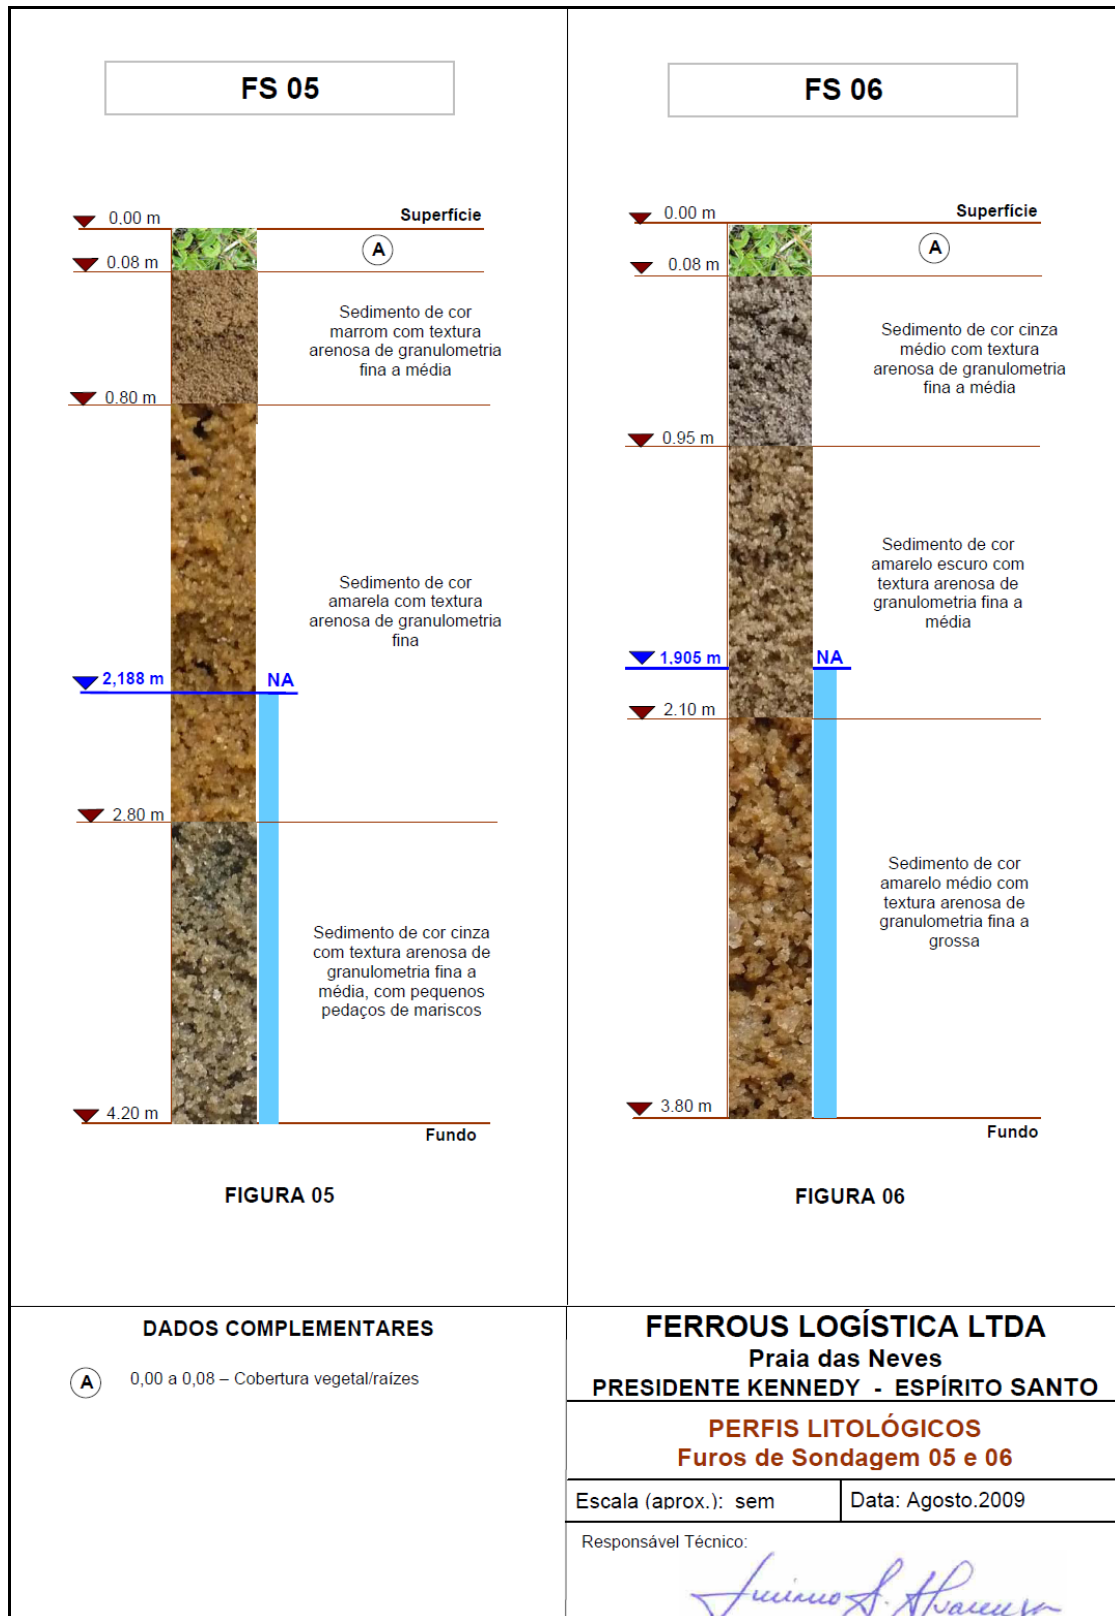 FS 05
0.00 m
Superfície
A
0.08 m
Sedimento de cor
marrom com textura
arenosa de granulometria
fina a média
0.80 m
Sedimento de cor
amarela com textura
arenosa de granulometria
fina
2,188 m
NA
2.80 m
Sedimento de cor cinza
com textura arenosa de
granulometria fina a
média, com pequenos
pedaços de mariscos
4.20 m
Fundo
FIGURA 05
FS 06
0.00 m
Superfície
A
0.08 m
Sedimento de cor cinza
médio com textura
arenosa de granulometria
fina a média
0.95 m
Sedimento de cor
amarelo escuro com
textura arenosa de
granulometria fina a
média
1.905 m
NA
2.10 m
Sedimento de cor
amarelo médio com
textura arenosa de
granulometria fina a
grossa
3.80 m
Fundo
FIGURA 06
DADOS COMPLEMENTARES
A 0,00 a 0,08 – Cobertura vegetal/raízes
FERROUS LOGÍSTICA LTDA
Praia das Neves
PRESIDENTE KENNEDY - ESPÍRITO SANTO
PERFIS LITOLÓGICOS
Furos de Sondagem 05 e 06
Escala (aprox.): sem
Data: Agosto.2009
Responsável Técnico: